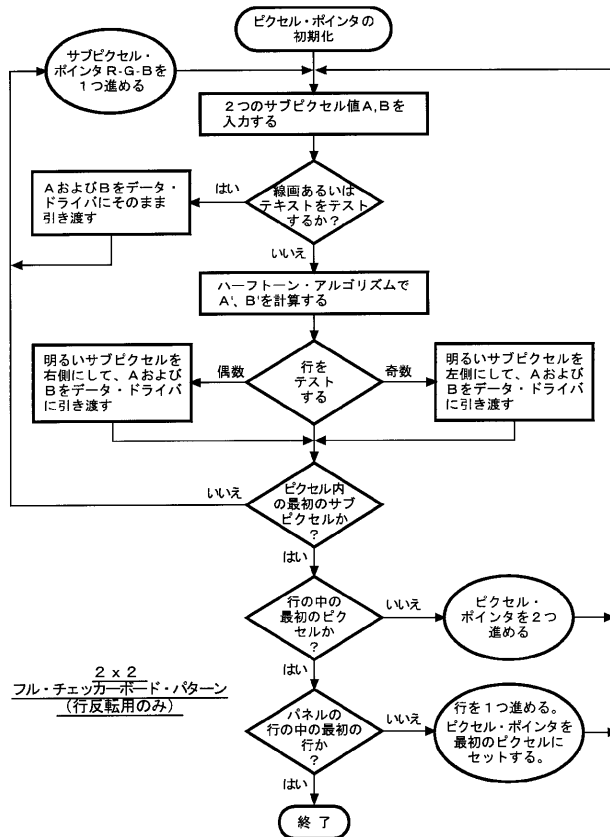 ピクセル・ポインタの
初期化
サブピクセル・
ポインタR-G-Bを
1つ進める
2つのサブピクセル値A,Bを
入力する
線画あるいは
テキストをテスト
するか?
はい
AおよびBをデータ・
ドライバにそのまま
引き渡す
いいえ
ハーフトーン・アルゴリズムで
A'、B'を計算する
行を
テスト
する
偶数
奇数
明るいサブピクセルを
右側にして、Aおよび
Bをデータ・ドライバ
に引き渡す
明るいサブピクセルを
左側にして、Aおよび
Bをデータ・ドライバ
に引き渡す
ピクセル内
の最初のサブ
ピクセルか
?
いいえ
はい
行の中の
最初のピク
セルか
?
いいえ
ピクセル・
ポインタを2つ
進める
はい
2x2
フル・チェッカーボード・パターン
(行反転用のみ)
パネルの
行の中の最初の
行か
?
いいえ
行を1つ進める。
ピクセル・ポインタを
最初のピクセルに
セットする。
はい
終了